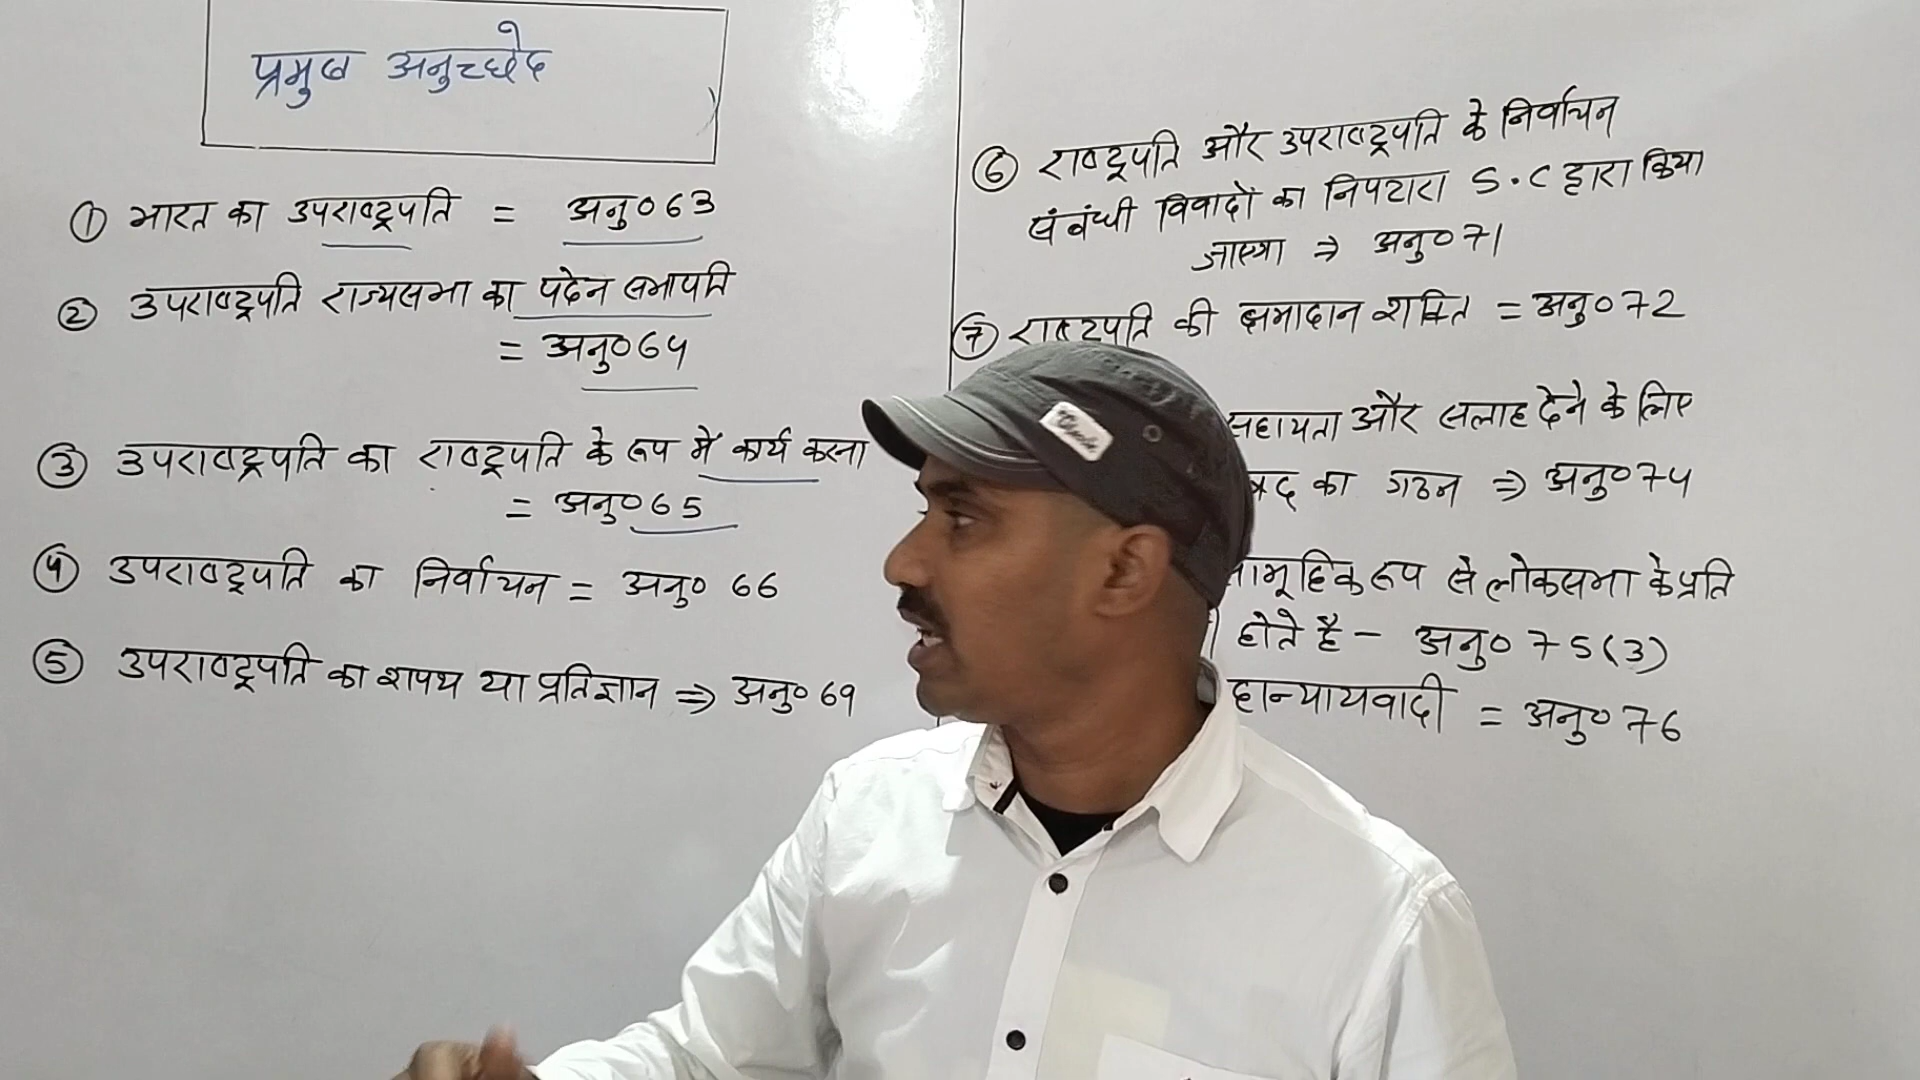 प्रमुख अनुच्छेद
① भारत का उपराष्ट्रपति = अनु० 63
② उपराष्ट्रपति राज्यसभा का पदेन सभापति
= अनु० 64
③ उपराष्ट्रपति का राष्ट्रपति के रूप में कार्य करना
= अनु० 65
④ उपराष्ट्रपति का निर्वाचन = अनु० 66
⑤ उपराष्ट्रपति का शपथ या प्रतिज्ञान ⇒ अनु० 69
⑥ राष्ट्रपति और उपराष्ट्रपति के निर्वाचन
संबंधी विवादों का निपटारा S.C द्वारा किया
जाएगा ⇒ अनु० 71
⑦ राष्ट्रपति की क्षमादान शक्ति = अनु० 72
सहायता और सलाह देने के लिए
का गठन ⇒ अनु० 74
रूप से लोकसभा के प्रति
होते है - अनु० 75(3)
= अनु० 76